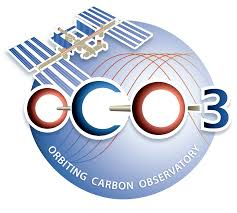 OCO-3
ORBITING CARBON OBSERVATORY